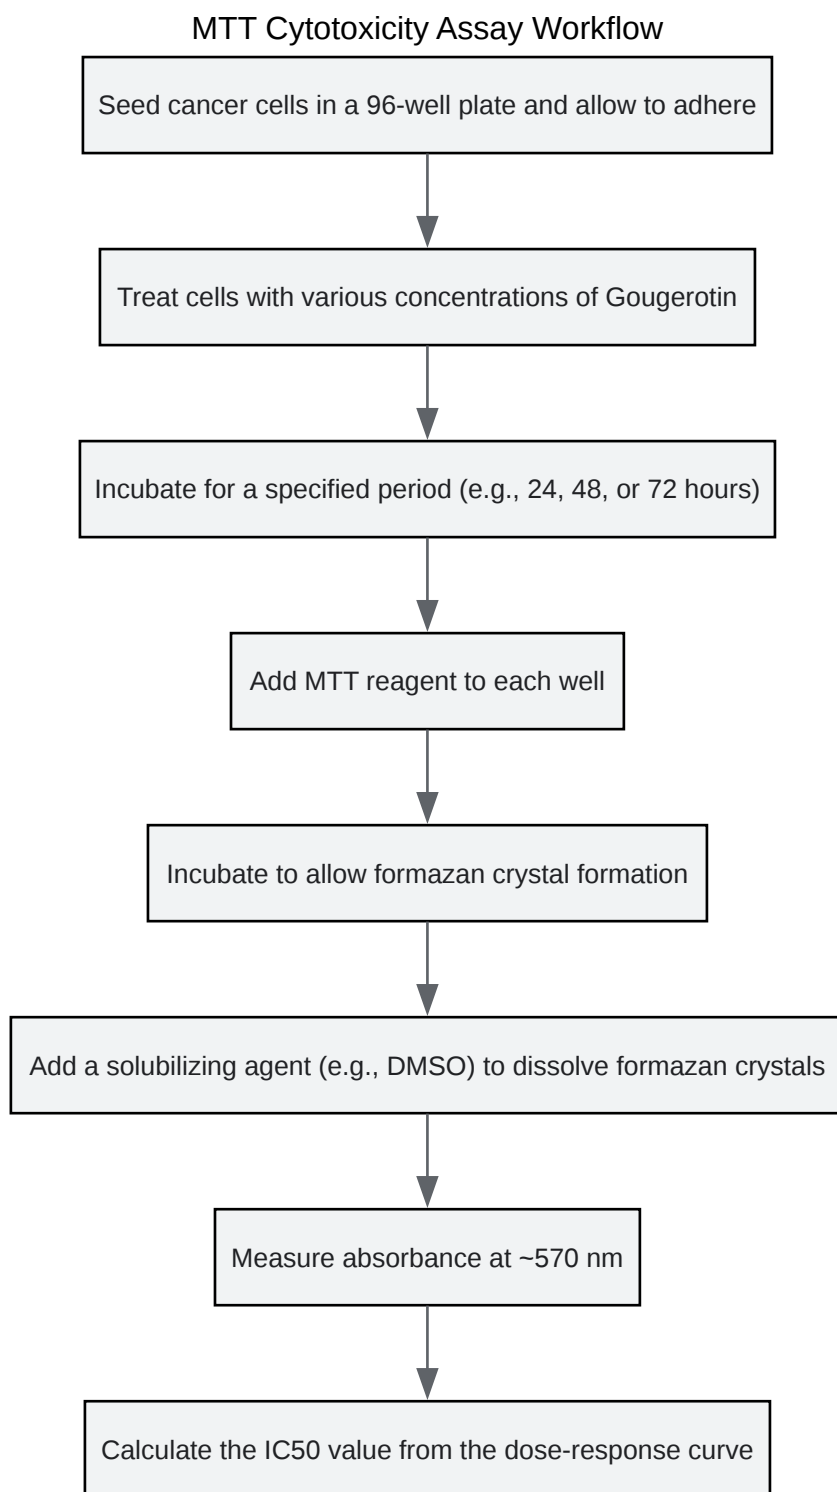 MTT Cytotoxicity Assay Workflow
Seed cancer cells in a 96-well plate and allow to adhere
Treat cells with various concentrations of Gougerotin
Incubate for a specified period (e.g., 24, 48, or 72 hours)
Add MTT reagent to each well
Incubate to allow formazan crystal formation
Add a solubilizing agent (e.g., DMSO) to dissolve formazan crystals
Measure absorbance at ~570 nm
Calculate the IC50 value from the dose-response curve